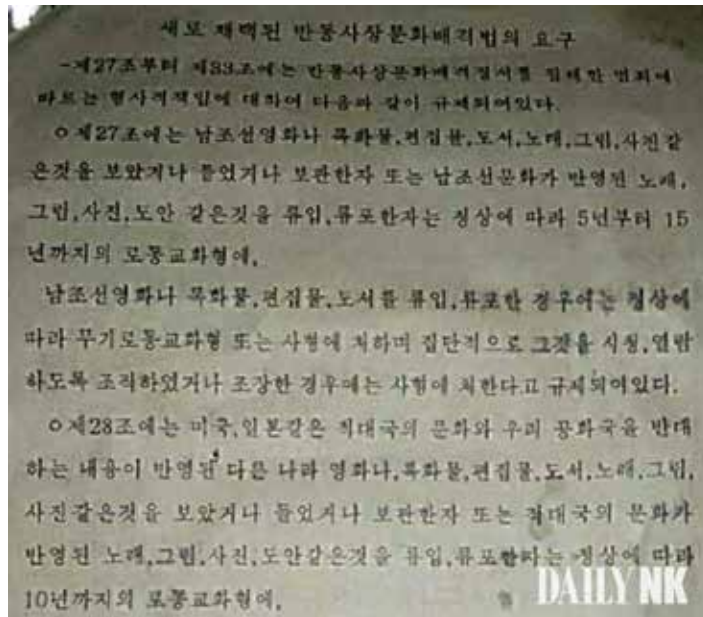 새로 채택된 반동사상문화배격법의 요구
-제27조부터 제33조에는 반동사상문화배격질서를 침해한 범죄에
따르는 형사적책임에 대하여 다음과 같이 규제되여있다.
ㅇ제27조에는 남조선영화나 록화물,편집물,도서,노래,그림,사진같
은것을 보았거나 들었거나 보관한자 또는 남조선문화가 반영된 노래,
그림,사진,도안 같은것을 류입,류포한자는 정상에 따라 5년부터 15
년까지의 로동교화형에,
남조선영화나 록화물,편집물,도서를 류입,류포한 경우에는 정상에
따라 무기로동교화형 또는 사형에 처하며 집단적으로 그것을 시청,열람
하도록 조직하였거나 조장한 경우에는 사형에 처한다고 규제되여있다.
ㅇ제28조에는 미국,일본같은 적대국의 문화와 우리 공화국을 반대
하는 내용이 반영된 다른 나라 영화나,록화물,편집물,도서,노래,그림,
사진같은것을 보았거나 들었거나 보관한자 또는 적대국의 문화가
반영된 노래,그림,사진,도안같은것을 류입,류포한자는 정상에 따라
10년까지의 로동교화형에,
DAILY NK